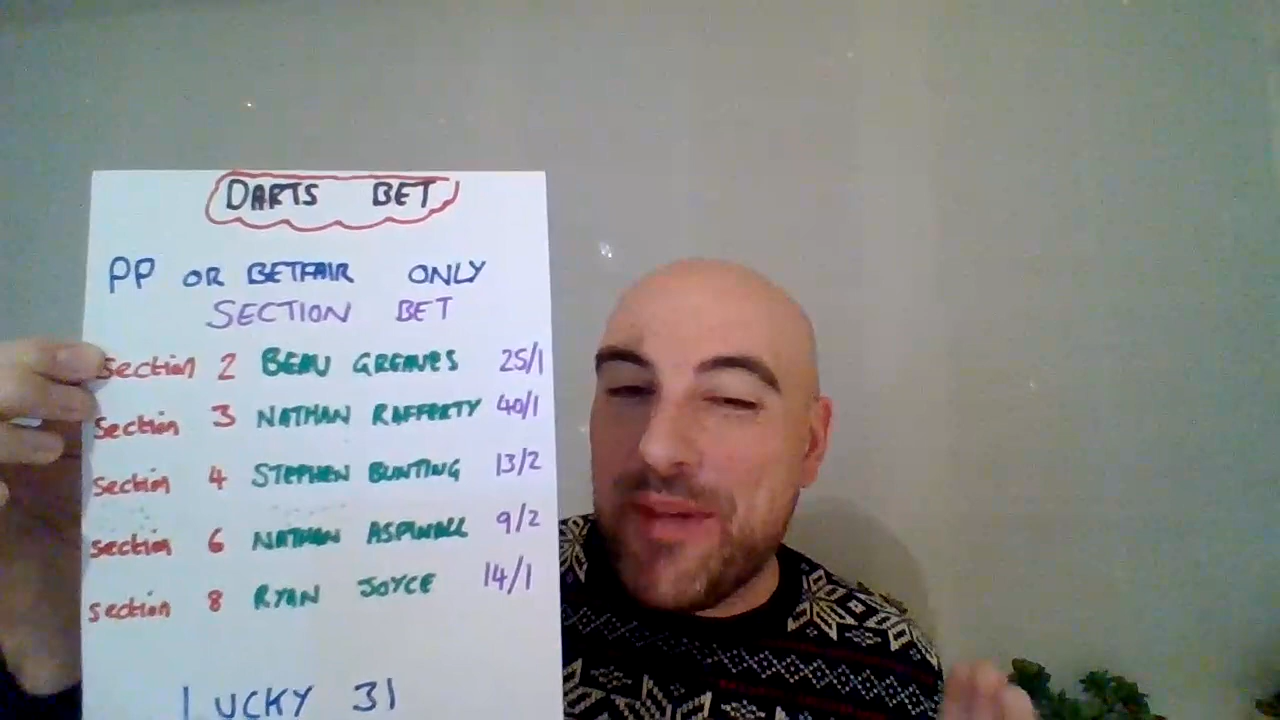 DARTS BET
PP OR BETFAIR ONLY
SECTION BET
Section 2 BEAU GREAVES 25/1
Section 3 NATHAN RAFFERTY 40/1
Section 4 STEPHEN BUNTING 13/2
Section 6 NATHAN ASPINALL 9/2
Section 8 RYAN JOYCE 14/1
LUCKY 31